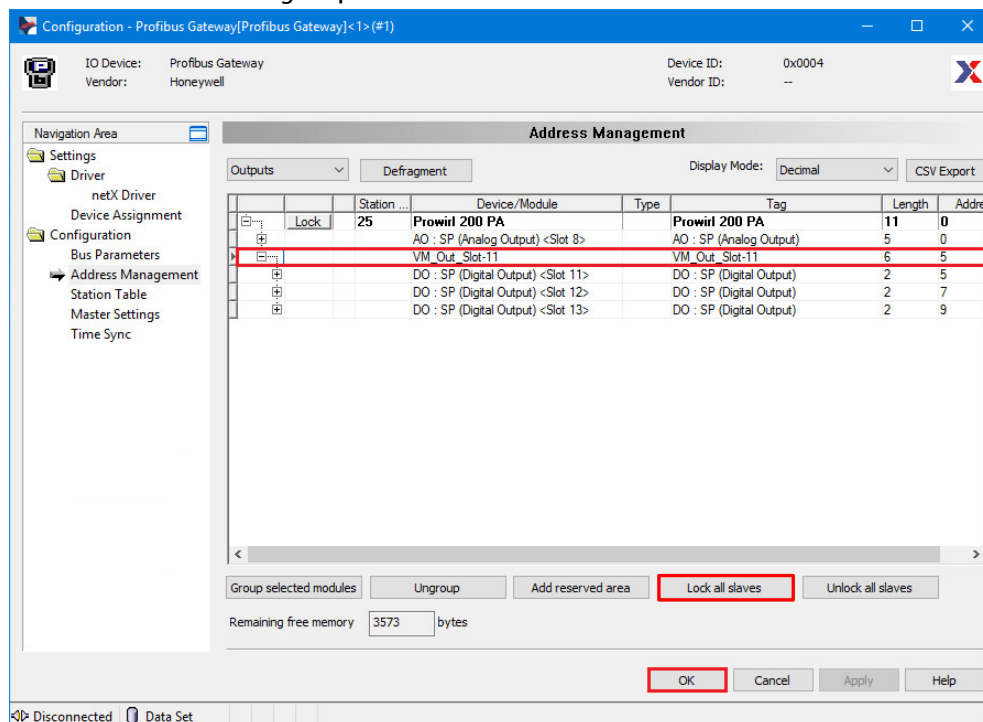 Configuration - Profibus Gateway[Profibus Gateway]<1>(#1)
IO Device: Profibus Gateway Device ID: 0x0004
Vendor: Honeywell Vendor ID: --
Navigation Area
Address Management
Settings
Driver
netX Driver
Device Assignment
Configuration
Bus Parameters
Address Management
Station Table
Master Settings
Time Sync
Outputs Defragment Display Mode: Decimal CSV Export
Station ... Device/Module Type Tag Length Addre
Lock 25 Prowirl 200 PA Prowirl 200 PA 11 0
AO : SP (Analog Output) <Slot 8> AO : SP (Analog Output) 5 0
VM_Out_Slot-11 VM_Out_Slot-11 6 5
DO : SP (Digital Output) <Slot 11> DO : SP (Digital Output) 2 5
DO : SP (Digital Output) <Slot 12> DO : SP (Digital Output) 2 7
DO : SP (Digital Output) <Slot 13> DO : SP (Digital Output) 2 9
Group selected modules Ungroup Add reserved area Lock all slaves Unlock all slaves
Remaining free memory 3573 bytes
OK Cancel Apply Help
Disconnected Data Set